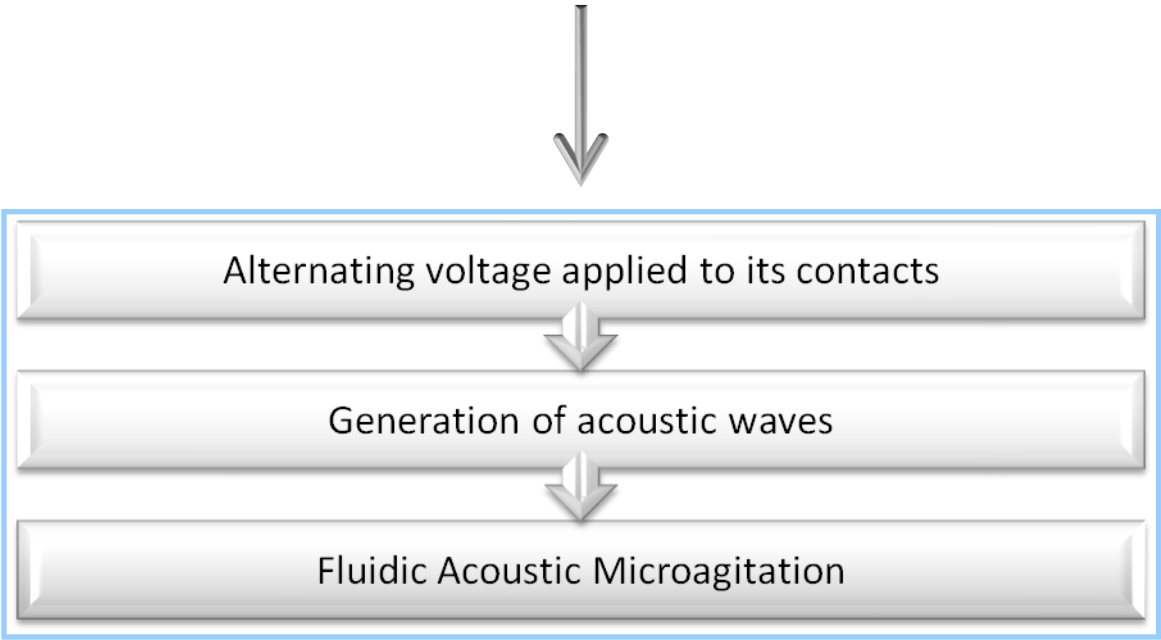 Alternating voltage applied to its contacts
Generation of acoustic waves
Fluidic Acoustic Microagitation